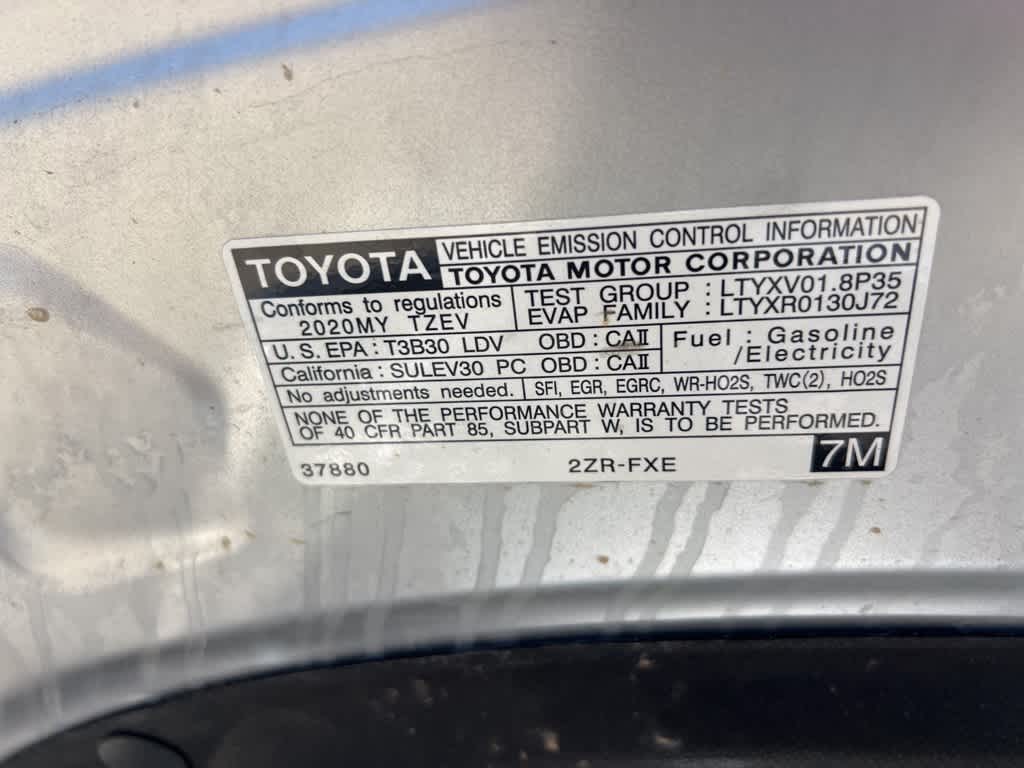 TOYOTA
VEHICLE EMISSION CONTROL INFORMATION
TOYOTA MOTOR CORPORATION
Conforms to regulations
2020MY TZEV
TEST GROUP : LTYXV01.8P35
EVAP FAMILY : LTYXR0130J72
U.S. EPA : T3B30 LDV OBD : CAII
California : SULEV30 PC OBD : CAII
Fuel : Gasoline
/Electricity
No adjustments needed. SFI, EGR, EGRC, WR-HO2S, TWC(2), HO2S
NONE OF THE PERFORMANCE WARRANTY TESTS
OF 40 CFR PART 85, SUBPART W, IS TO BE PERFORMED.
37880 2ZR-FXE 7M